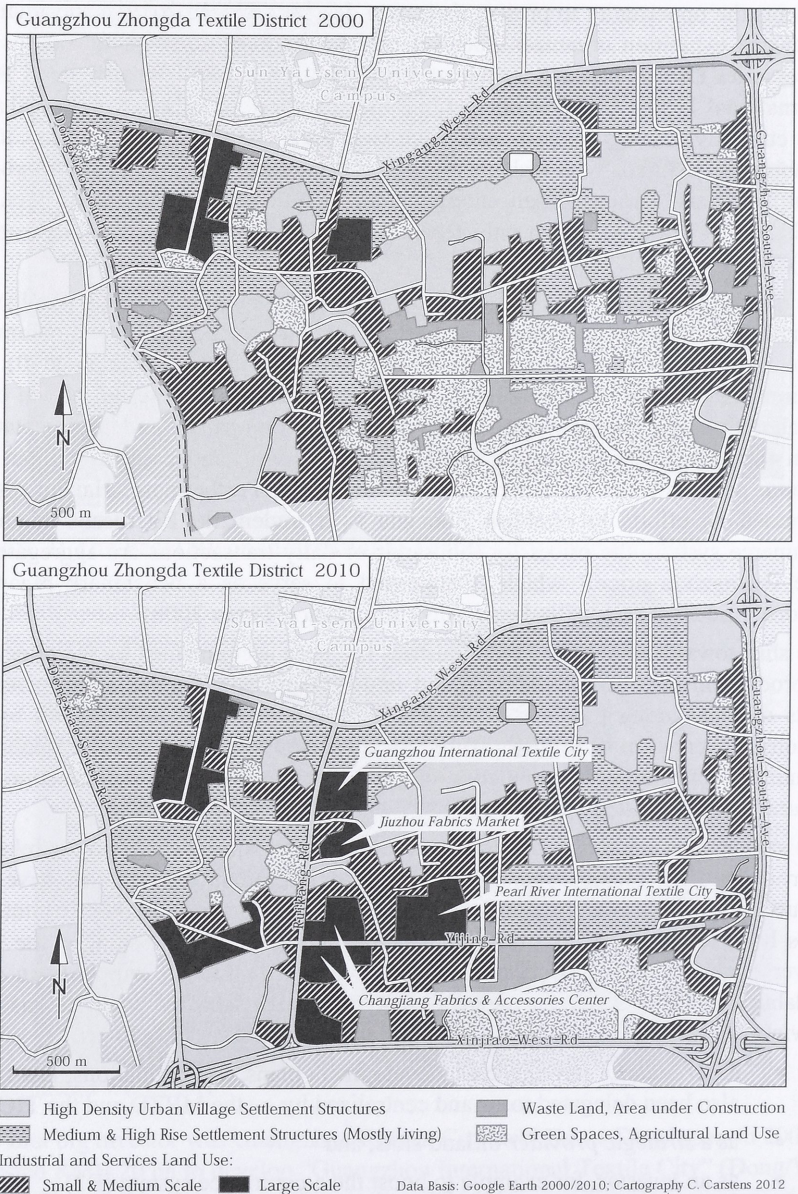 Guangzhou Zhongda Textile District 2000
Sun Yat-sen University
Campus
Xingang West Rd
Dongxiao South Rd
Guangzhou South Ave
N
500 m
Guangzhou Zhongda Textile District 2010
Sun Yat-sen University
Campus
Xingang West Rd
Dongxiao South Rd
Guangzhou South Ave
Guangzhou International Textile City
Jiuzhou Fabrics Market
Pearl River International Textile City
Yijing Rd
Changjiang Fabrics & Accessories Center
Xinjiao West Rd
N
500 m
High Density Urban Village Settlement Structures
Waste Land, Area under Construction
Medium & High Rise Settlement Structures (Mostly Living)
Green Spaces, Agricultural Land Use
Industrial and Services Land Use:
Small & Medium Scale
Large Scale
Data Basis: Google Earth 2000/2010; Cartography C. Carstens 2012